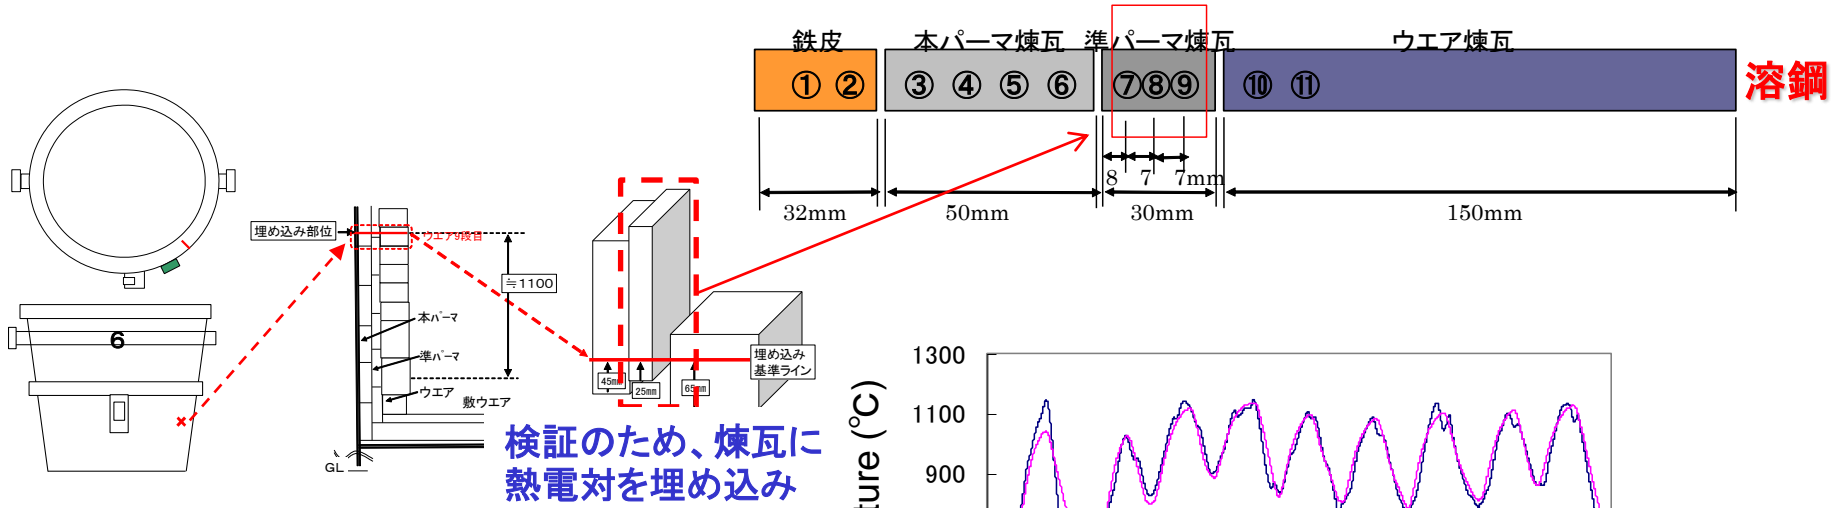 鉄皮
本パーマ煉瓦
準パーマ煉瓦
ウエア煉瓦
① ②
③ ④ ⑤ ⑥
⑦⑧⑨
⑩ ⑪
溶鋼
8 7 7mm
32mm
50mm
30mm
150mm
埋め込み部位
ウエア9段目
≒1100
本パーマ
準パーマ
ウエア
敷ウエア
GL
6
45mm
25mm
65mm
埋め込み
基準ライン
検証のため、煉瓦に
熱電対を埋め込み
1300
1100
900
ture (℃)